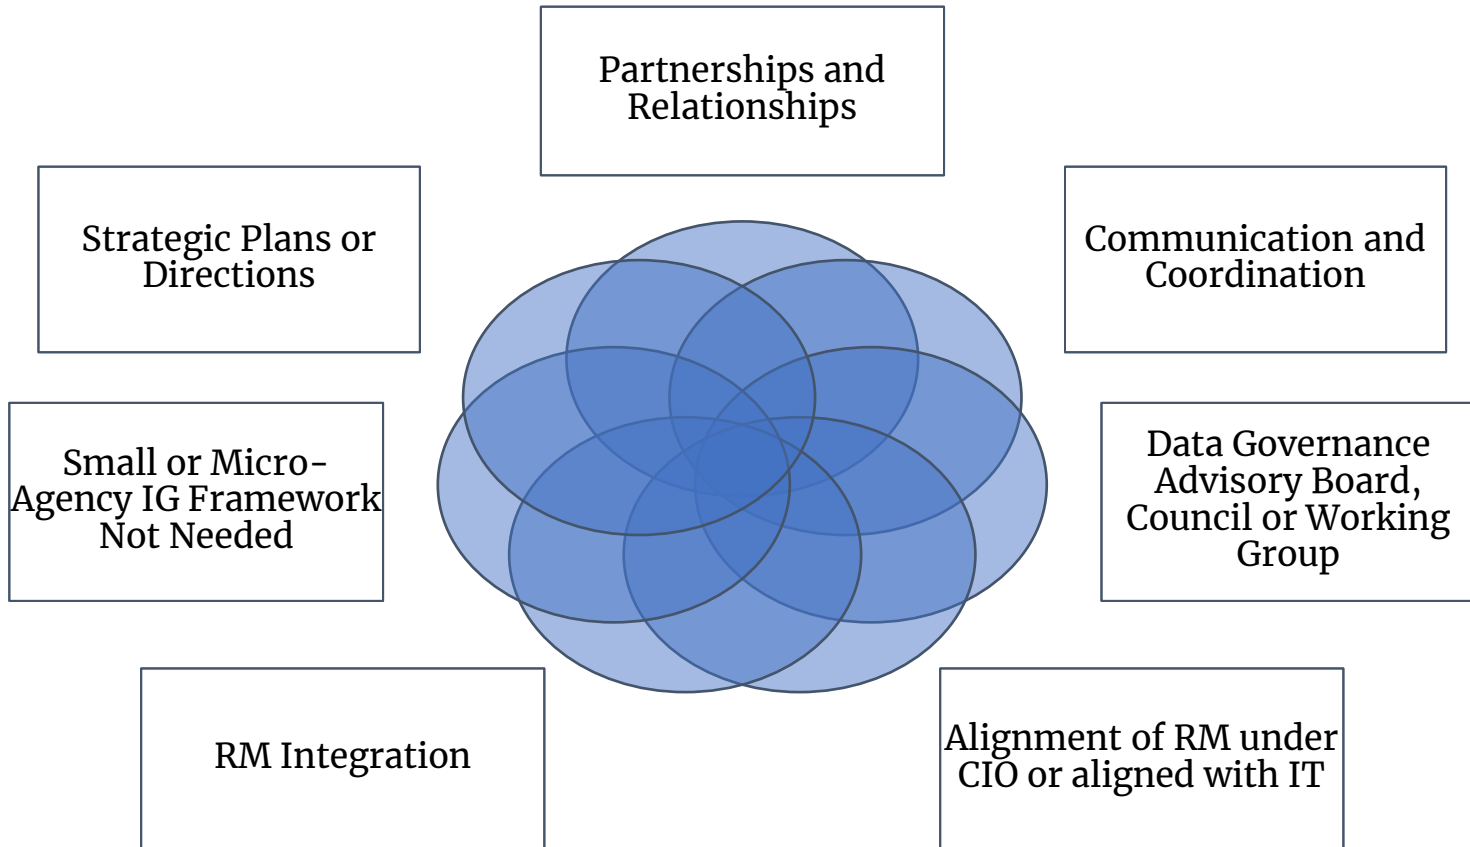 Partnerships and
Relationships
Strategic Plans or
Directions
Communication and
Coordination
Small or Micro-
Agency IG Framework
Not Needed
Data Governance
Advisory Board,
Council or Working
Group
RM Integration
Alignment of RM under
CIO or aligned with IT